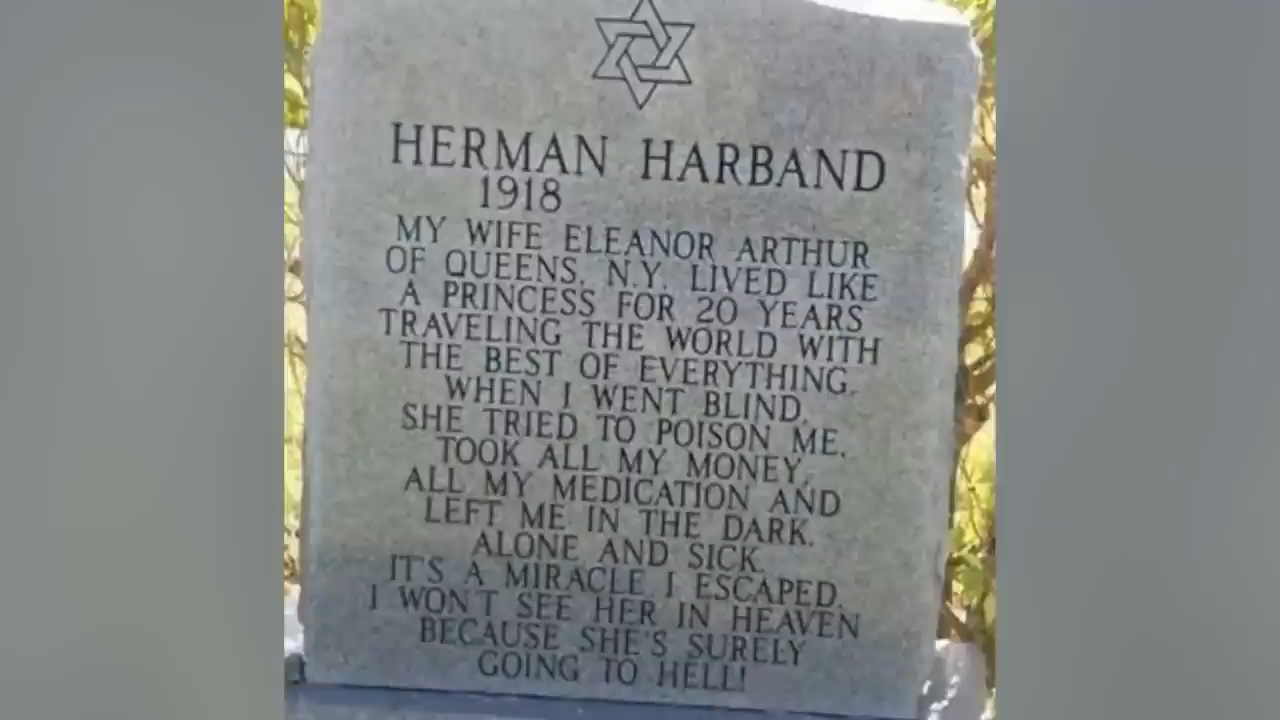 HERMAN HARBAND
1918
MY WIFE ELEANOR ARTHUR
OF QUEENS, N.Y. LIVED LIKE
A PRINCESS FOR 20 YEARS
TRAVELING THE WORLD WITH
THE BEST OF EVERYTHING.
WHEN I WENT BLIND,
SHE TRIED TO POISON ME,
TOOK ALL MY MONEY,
ALL MY MEDICATION AND
LEFT ME IN THE DARK.
ALONE AND SICK.
IT'S A MIRACLE I ESCAPED.
I WON'T SEE HER IN HEAVEN
BECAUSE SHE'S SURELY
GOING TO HELL!